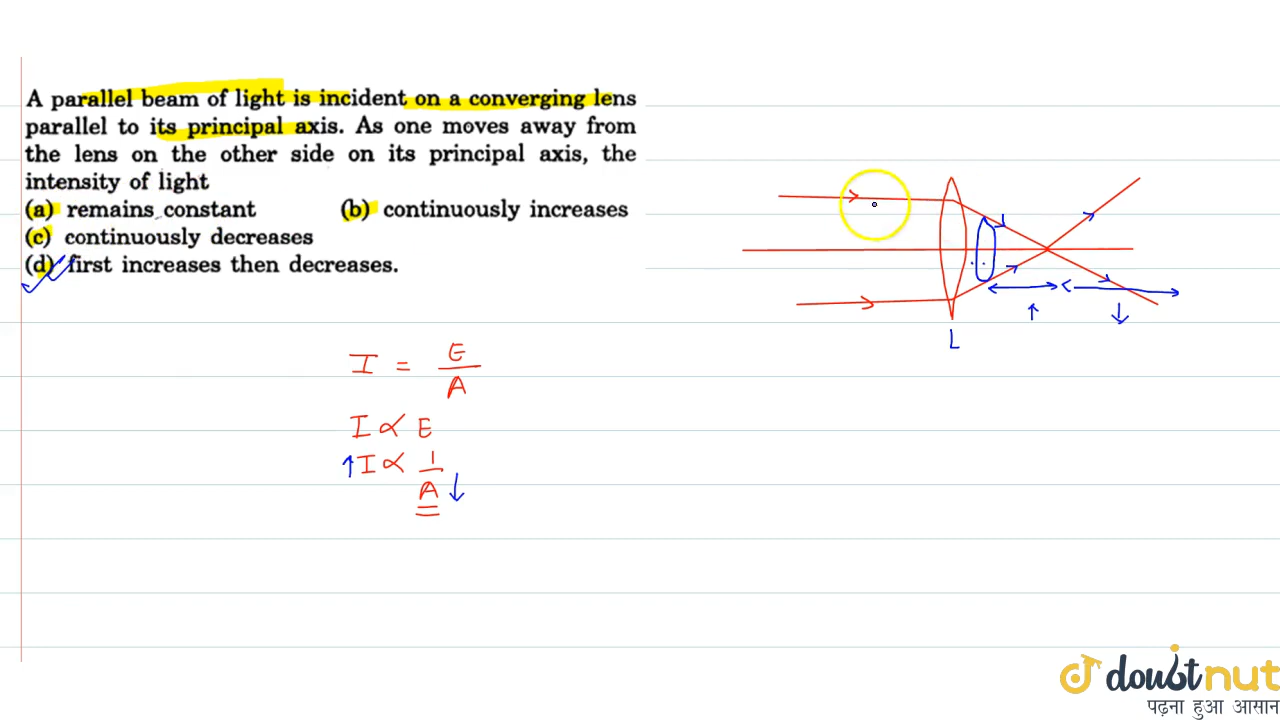 A parallel beam of light is incident on a converging lens
parallel to its principal axis. As one moves away from
the lens on the other side on its principal axis, the
intensity of light
(a) remains constant (b) continuously increases
(c) continuously decreases
(d) first increases then decreases.
I = E/A
I ∝ E
↑ I ∝ 1/A ↓
↑ ↓
L
doubtnut
पढ़ना हुआ आसान